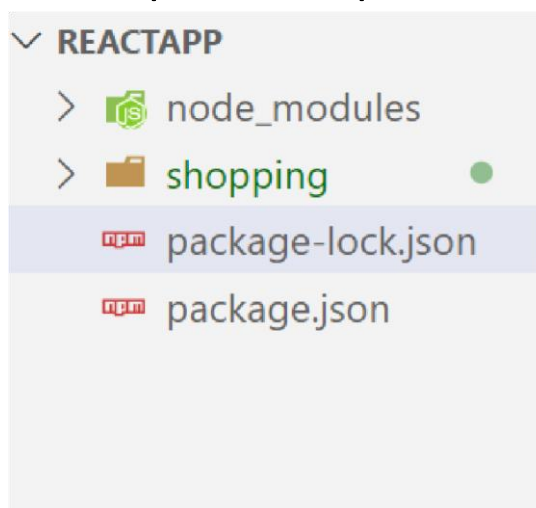 REACTAPP
node_modules
shopping
package-lock.json
package.json